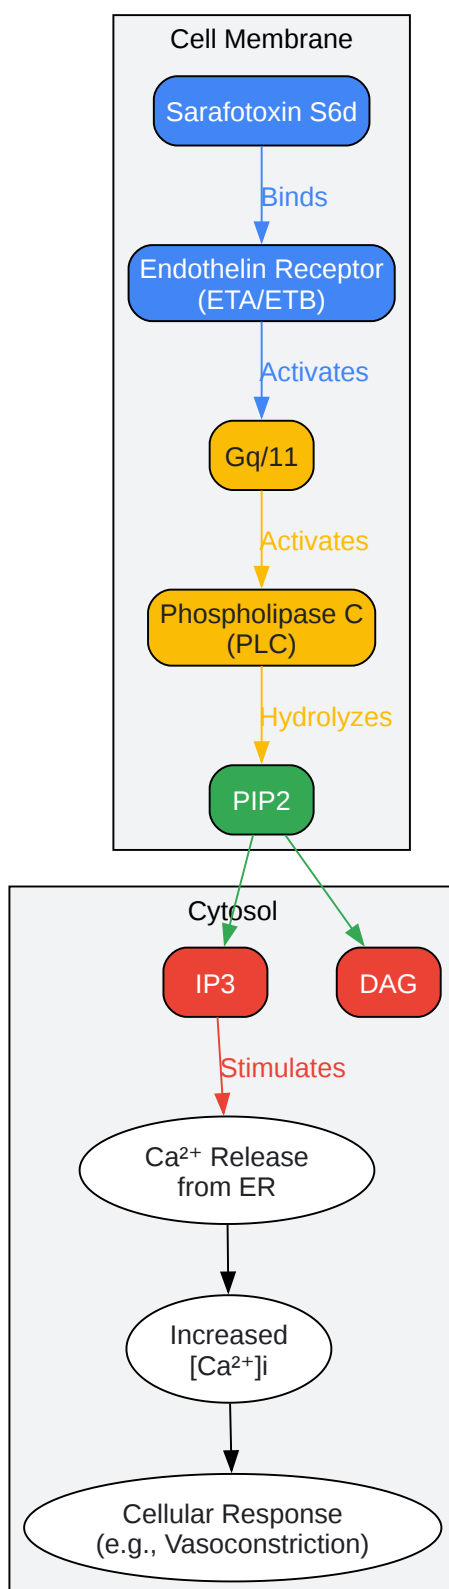 Cell Membrane
Sarafotoxin S6d
Binds
Endothelin Receptor
(ETA/ETB)
Activates
Gq/11
Activates
Phospholipase C
(PLC)
Hydrolyzes
PIP2
Cytosol
IP3
DAG
Stimulates
Ca²⁺ Release
from ER
Increased
[Ca²⁺]i
Cellular Response
(e.g., Vasoconstriction)